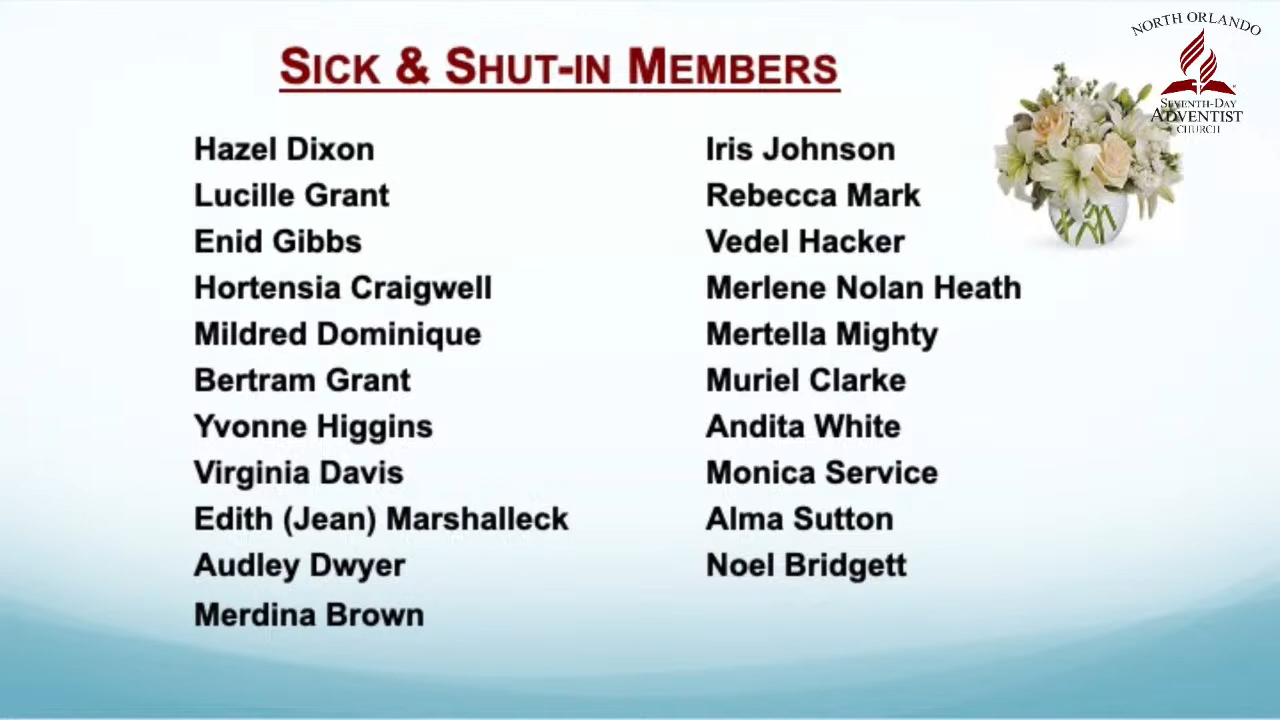 SICK & SHUT-IN MEMBERS
NORTH ORLANDO
SEVENTH-DAY
ADVENTIST
CHURCH
Hazel Dixon
Lucille Grant
Enid Gibbs
Hortensia Craigwell
Mildred Dominique
Bertram Grant
Yvonne Higgins
Virginia Davis
Edith (Jean) Marshalleck
Audley Dwyer
Merdina Brown
Iris Johnson
Rebecca Mark
Vedel Hacker
Merlene Nolan Heath
Mertella Mighty
Muriel Clarke
Andita White
Monica Service
Alma Sutton
Noel Bridgett